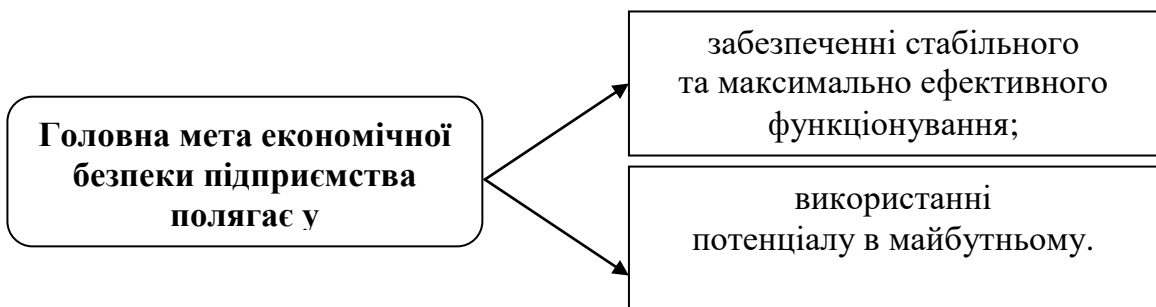 Головна мета економічної
безпеки підприємства
полягає у
забезпеченні стабільного
та максимально ефективного
функціонування;
використанні
потенціалу в майбутньому.